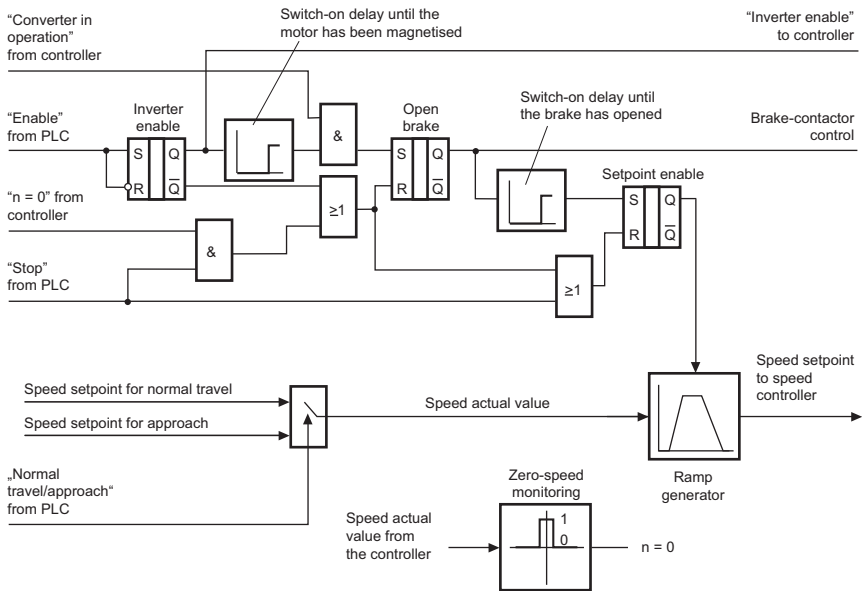 “Converter in
operation”
from controller
Switch-on delay until the
motor has been magnetised
“Inverter enable”
to controller
“Enable”
from PLC
Inverter
enable
S Q
R Q
&
Open
brake
S Q
R Q
Switch-on delay until
the brake has opened
Brake-contactor
control
Setpoint enable
S Q
R Q
“n = 0” from
controller
&
≥1
“Stop”
from PLC
≥1
Speed setpoint for normal travel
Speed setpoint for approach
Speed actual value
Speed setpoint
to speed
controller
„Normal
travel/approach“
from PLC
Ramp
generator
Zero-speed
monitoring
1
0
Speed actual
value from
the controller
n = 0